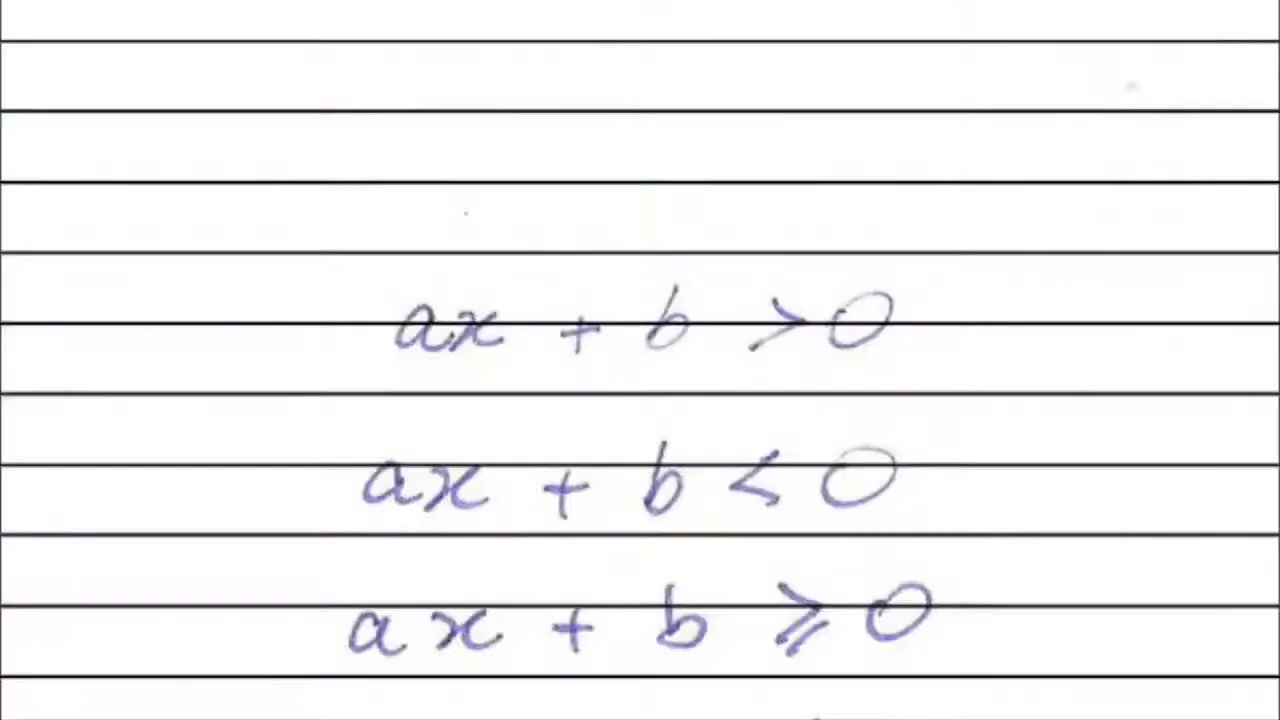 ax + b > 0
ax + b < 0
ax + b ⩾ 0